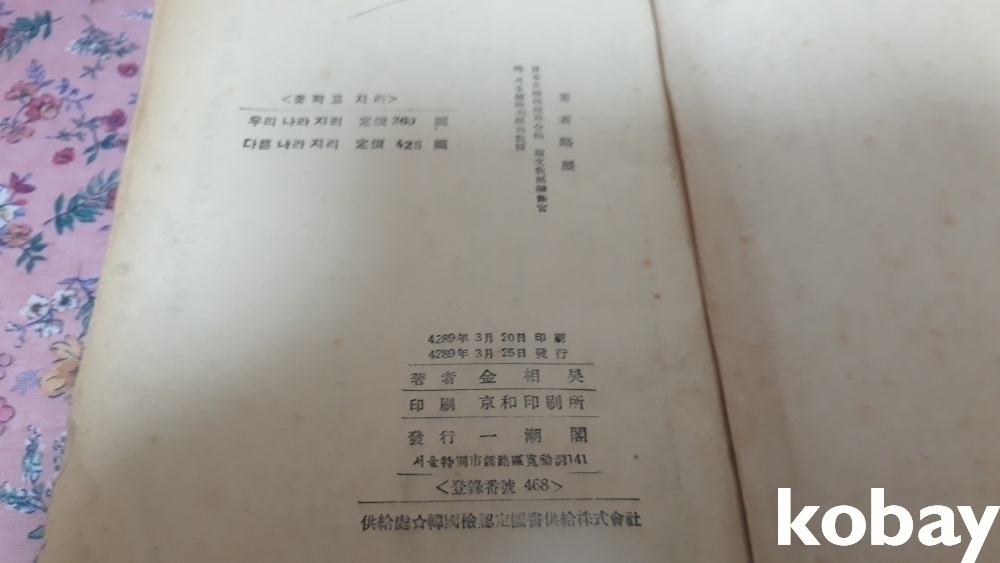 <중학교 지리>
우리 나라 지리 定價 360 圜
다른 나라 지리 定價 425 圜
著者略歷
敎授
4289年 3月 20日 印刷
4289年 3月 25日 發行
著者 金相昊
印刷 京和印刷所
發行 一潮閣
서울特別市鍾路區寬勳洞141
<登錄番號 468>
供給處☆韓國檢認定圖書供給株式會社
kobay